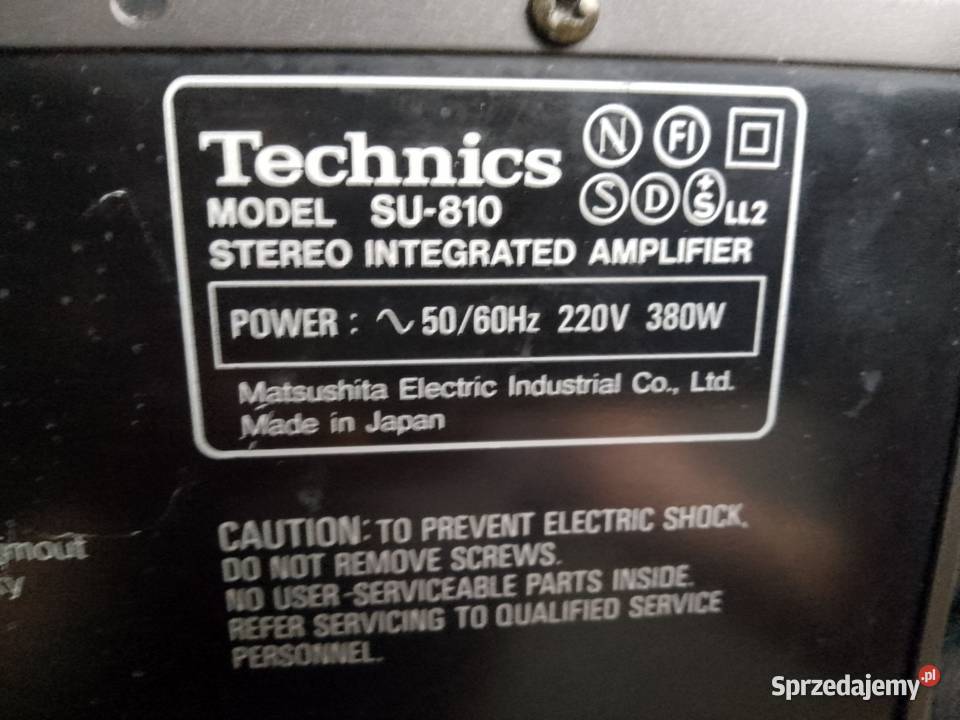 Technics
N FI
S D +S LL2
MODEL SU-810
STEREO INTEGRATED AMPLIFIER
POWER : ∿ 50/60Hz 220V 380W
Matsushita Electric Industrial Co., Ltd.
Made in Japan
CAUTION: TO PREVENT ELECTRIC SHOCK,
DO NOT REMOVE SCREWS.
NO USER-SERVICEABLE PARTS INSIDE.
REFER SERVICING TO QUALIFIED SERVICE
PERSONNEL.
Sprzedajemy.pl